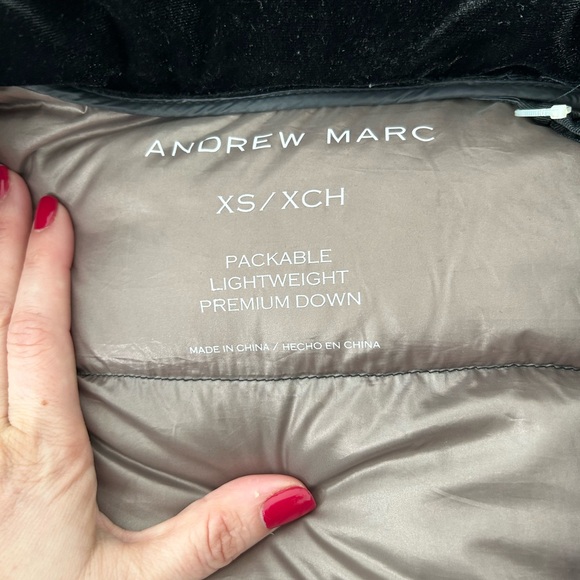 ANDREW MARC
XS/XCH
PACKABLE
LIGHTWEIGHT
PREMIUM DOWN
MADE IN CHINA / HECHO EN CHINA